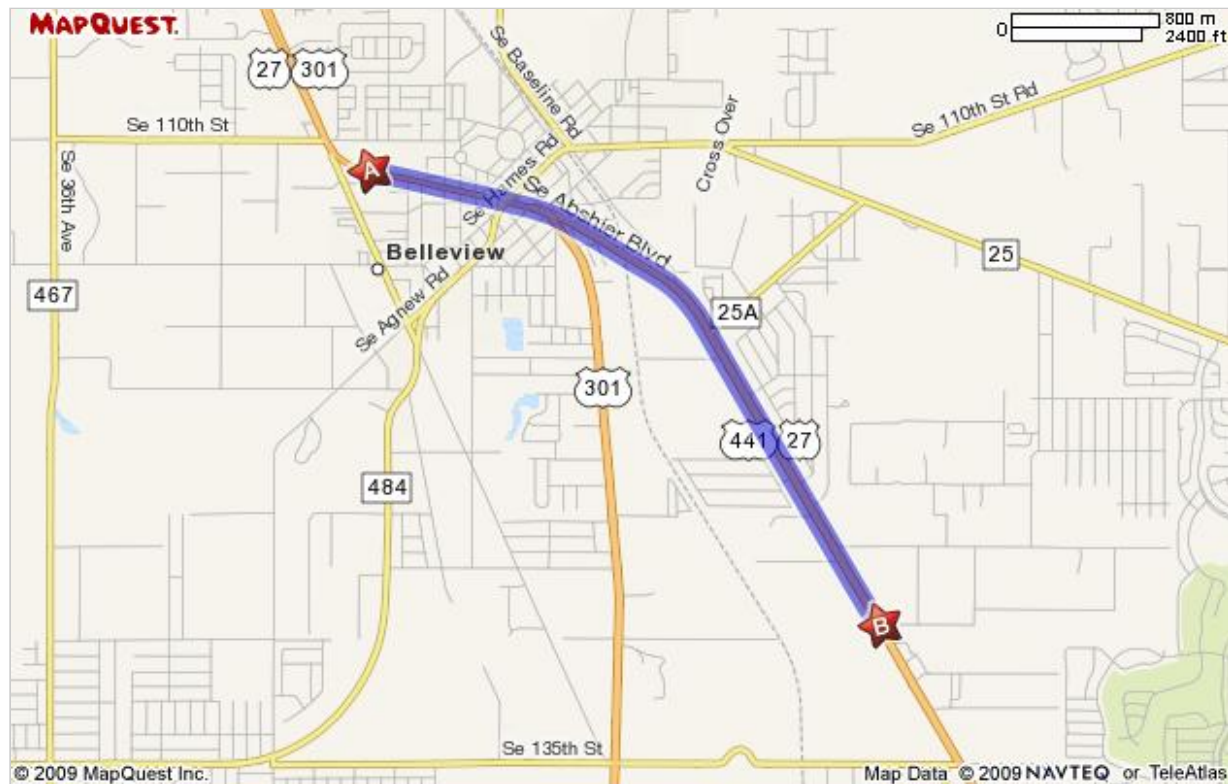 MAPQUEST.
0
800 m
2400 ft
27
301
Se Baseline Rd
Se 110th St
Se 110th St Rd
Cross Over
Se 36th Ave
A
Se Hames Rd
Se Abshier Blvd
Belleview
25
467
25A
Se Agnew Rd
301
441
27
484
B
Se 135th St
© 2009 MapQuest Inc.
Map Data © 2009 NAVTEQ or TeleAtlas